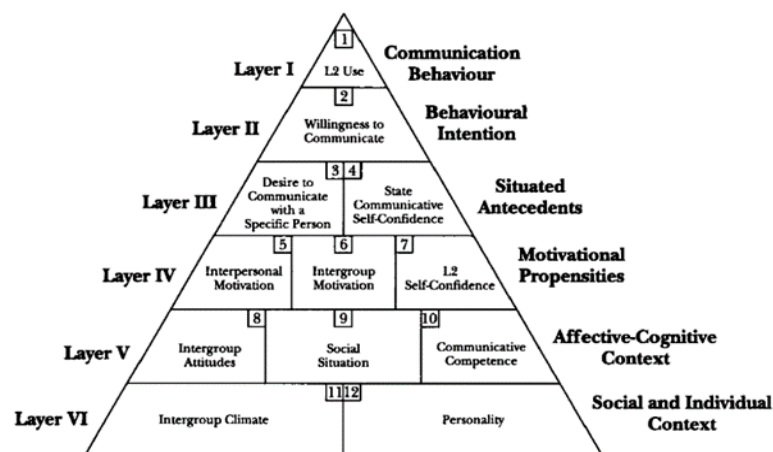 1
Layer I
L2 Use
Communication
Behaviour
2
Layer II
Willingness to
Communicate
Behavioural
Intention
3 4
Layer III
Desire to
Communicate
with a
Specific Person
State
Communicative
Self-Confidence
Situated
Antecedents
5 6 7
Layer IV
Interpersonal
Motivation
Intergroup
Motivation
L2
Self-Confidence
Motivational
Propensities
8 9 10
Layer V
Intergroup
Attitudes
Social
Situation
Communicative
Competence
Affective-Cognitive
Context
11 12
Layer VI
Intergroup Climate
Personality
Social and Individual
Context